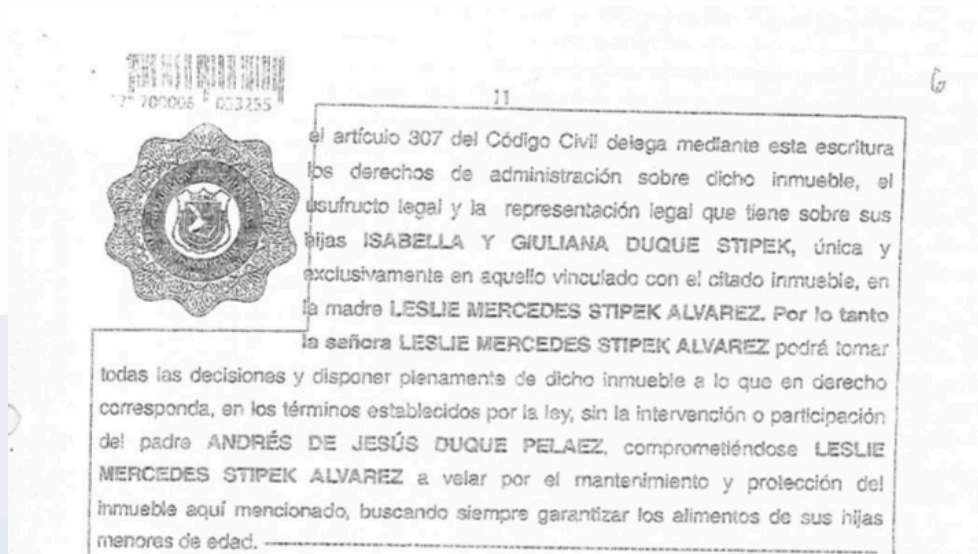 11
el artículo 307 del Código Civil delega mediante esta escritura
los derechos de administración sobre dicho inmueble, el
usufructo legal y la representación legal que tiene sobre sus
hijas ISABELLA Y GIULIANA DUQUE STIPEK, única y
exclusivamente en aquello vinculado con el citado inmueble, en
la madre LESLIE MERCEDES STIPEK ALVAREZ. Por lo tanto
la señora LESLIE MERCEDES STIPEK ALVAREZ podrá tomar
todas las decisiones y disponer plenamente de dicho inmueble a lo que en derecho
corresponda, en los términos establecidos por la ley, sin la intervención o participación
del padre ANDRÉS DE JESÚS DUQUE PELAEZ, comprometiéndose LESLIE
MERCEDES STIPEK ALVAREZ a velar por el mantenimiento y protección del
inmueble aquí mencionado, buscando siempre garantizar los alimentos de sus hijas
menores de edad.